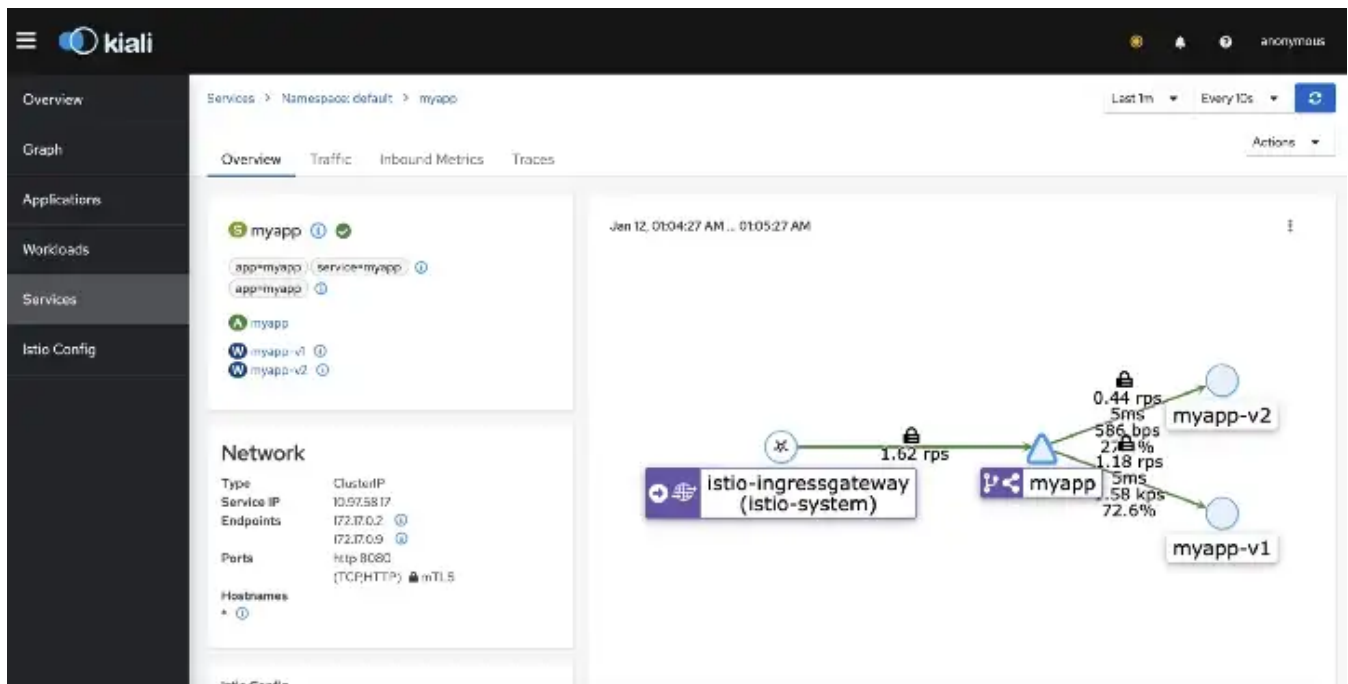 kiali
anonymous
Overview
Graph
Applications
Workloads
Services
Istio Config
Services > Namespace: default > myapp
Last 1m
Every 10s
Actions
Overview
Traffic
Inbound Metrics
Traces
S myapp
app=myapp service=myapp
app=myapp
A myapp
W myapp-v1
W myapp-v2
Network
Type ClusterIP
Service IP 10.97.58.17
Endpoints 172.17.0.2
172.17.0.9
Ports http 8080
(TCP,HTTP) mTLS
Hostnames
*
Istio Config
Jan 12, 01:04:27 AM ... 01:05:27 AM
1.62 rps
istio-ingressgateway
(istio-system)
myapp
0.44 rps
5ms
586 bps
myapp-v2
1.18 rps
5ms
72.6%
myapp-v1